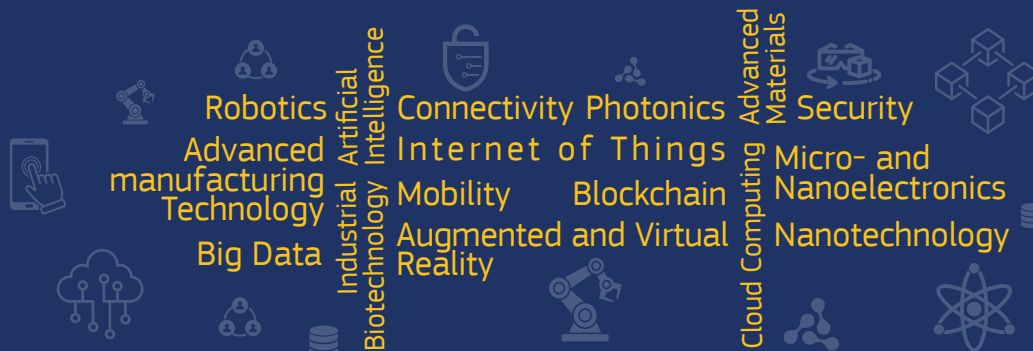 Robotics
Advanced
manufacturing
Technology
Big Data
Artificial
Intelligence
Industrial
Biotechnology
Connectivity
Photonics
Internet of Things
Mobility
Blockchain
Augmented and Virtual
Reality
Advanced
Materials
Cloud Computing
Security
Micro- and
Nanoelectronics
Nanotechnology